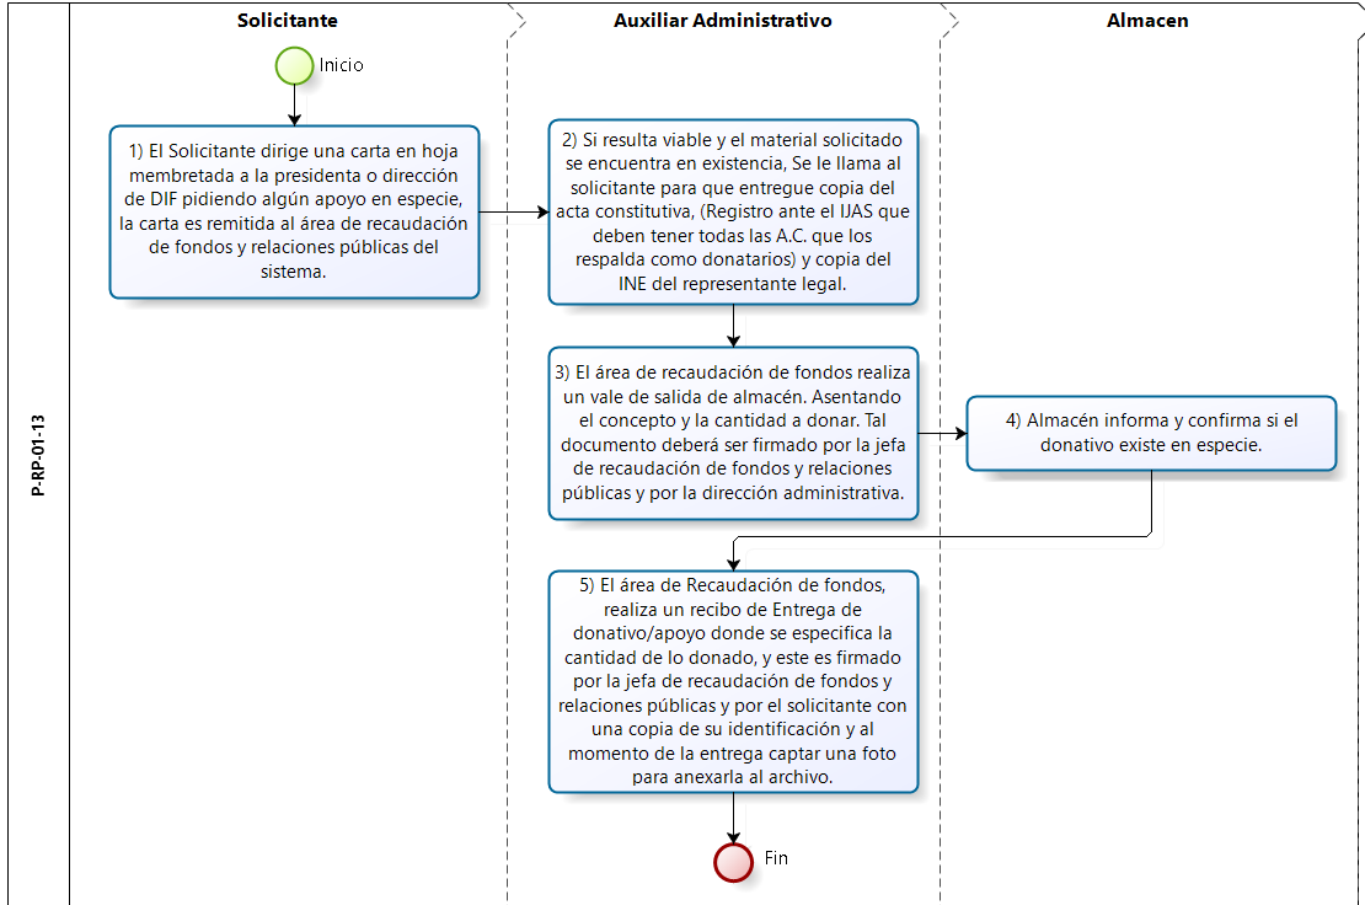 Solicitante
Auxiliar Administrativo
Almacen
P-RP-01-13
Inicio
1) El Solicitante dirige una carta en hoja
membretada a la presidenta o dirección
de DIF pidiendo algún apoyo en especie,
la carta es remitida al área de recaudación
de fondos y relaciones públicas del
sistema.
2) Si resulta viable y el material solicitado
se encuentra en existencia, Se le llama al
solicitante para que entregue copia del
acta constitutiva, (Registro ante el IJAS que
deben tener todas las A.C. que los
respalda como donatarios) y copia del
INE del representante legal.
3) El área de recaudación de fondos realiza
un vale de salida de almacén. Asentando
el concepto y la cantidad a donar. Tal
documento deberá ser firmado por la jefa
de recaudación de fondos y relaciones
públicas y por la dirección administrativa.
4) Almacén informa y confirma si el
donativo existe en especie.
5) El área de Recaudación de fondos,
realiza un recibo de Entrega de
donativo/apoyo donde se especifica la
cantidad de lo donado, y este es firmado
por la jefa de recaudación de fondos y
relaciones públicas y por el solicitante con
una copia de su identificación y al
momento de la entrega captar una foto
para anexarla al archivo.
Fin